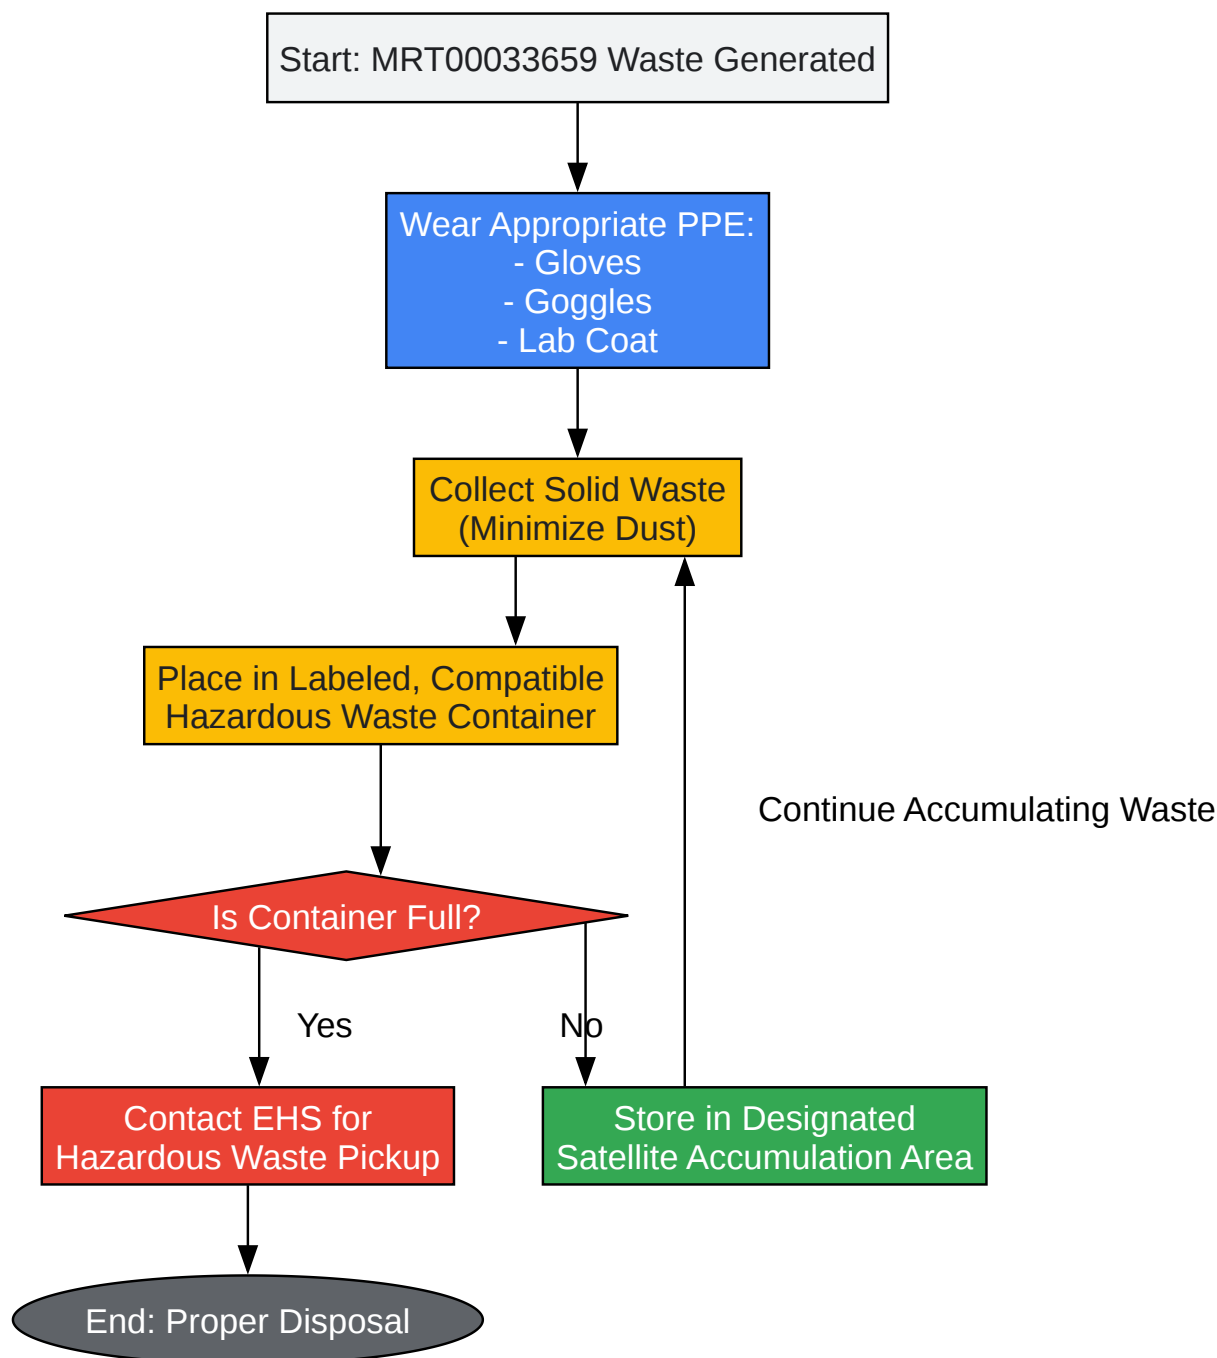 Start: MRT00033659 Waste Generated
Wear Appropriate PPE:
- Gloves
- Goggles
- Lab Coat
Collect Solid Waste
(Minimize Dust)
Place in Labeled, Compatible
Hazardous Waste Container
Continue Accumulating Waste
Is Container Full?
Yes
No
Contact EHS for
Hazardous Waste Pickup
Store in Designated
Satellite Accumulation Area
End: Proper Disposal